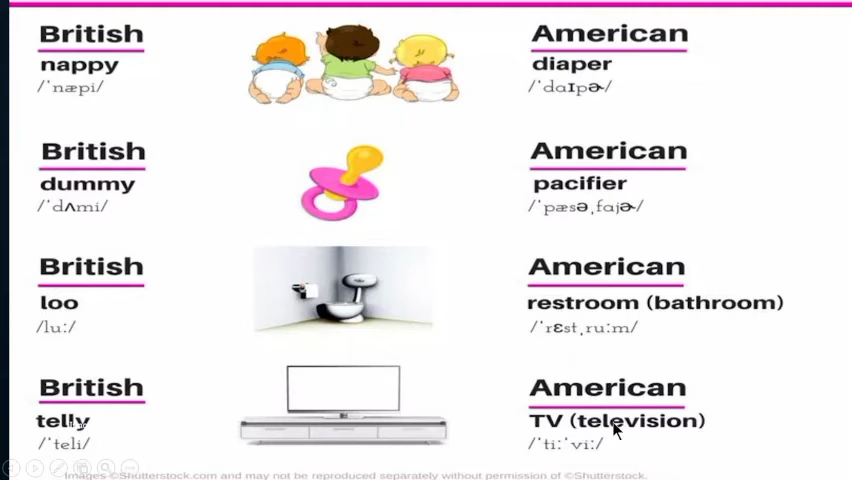 British American
nappy diaper
/ˈnæpi/ /ˈdaɪpɚ/
British American
dummy pacifier
/ˈdʌmi/ /ˈpæsəˌfajɚ/
British American
loo restroom (bathroom)
/luː/ /ˈrɛstˌruːm/
British American
telly TV (television)
/ˈteli/ /ˈtiːˈviː/
Images ©Shutterstock.com and may not be reproduced separately without permission of ©Shutterstock.